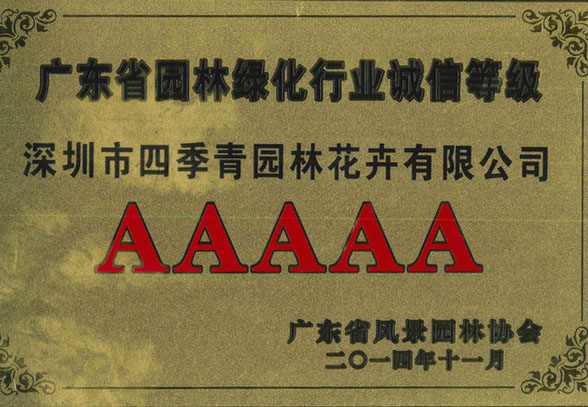 广东省园林绿化行业诚信等级
深圳市四季青园林花卉有限公司
AAAAA
广东省风景园林协会
二〇一四年十一月